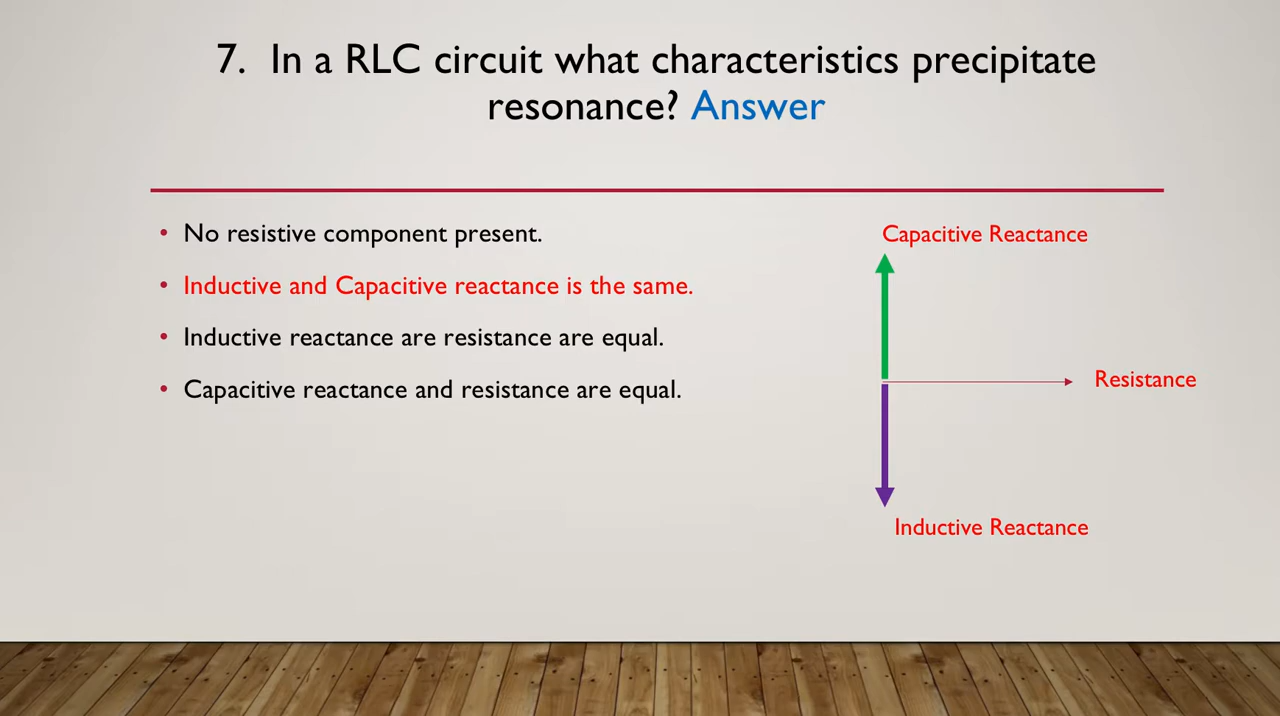 7. In a RLC circuit what characteristics precipitate
resonance? Answer
• No resistive component present.
• Inductive and Capacitive reactance is the same.
• Inductive reactance are resistance are equal.
• Capacitive reactance and resistance are equal.
Capacitive Reactance
Resistance
Inductive Reactance